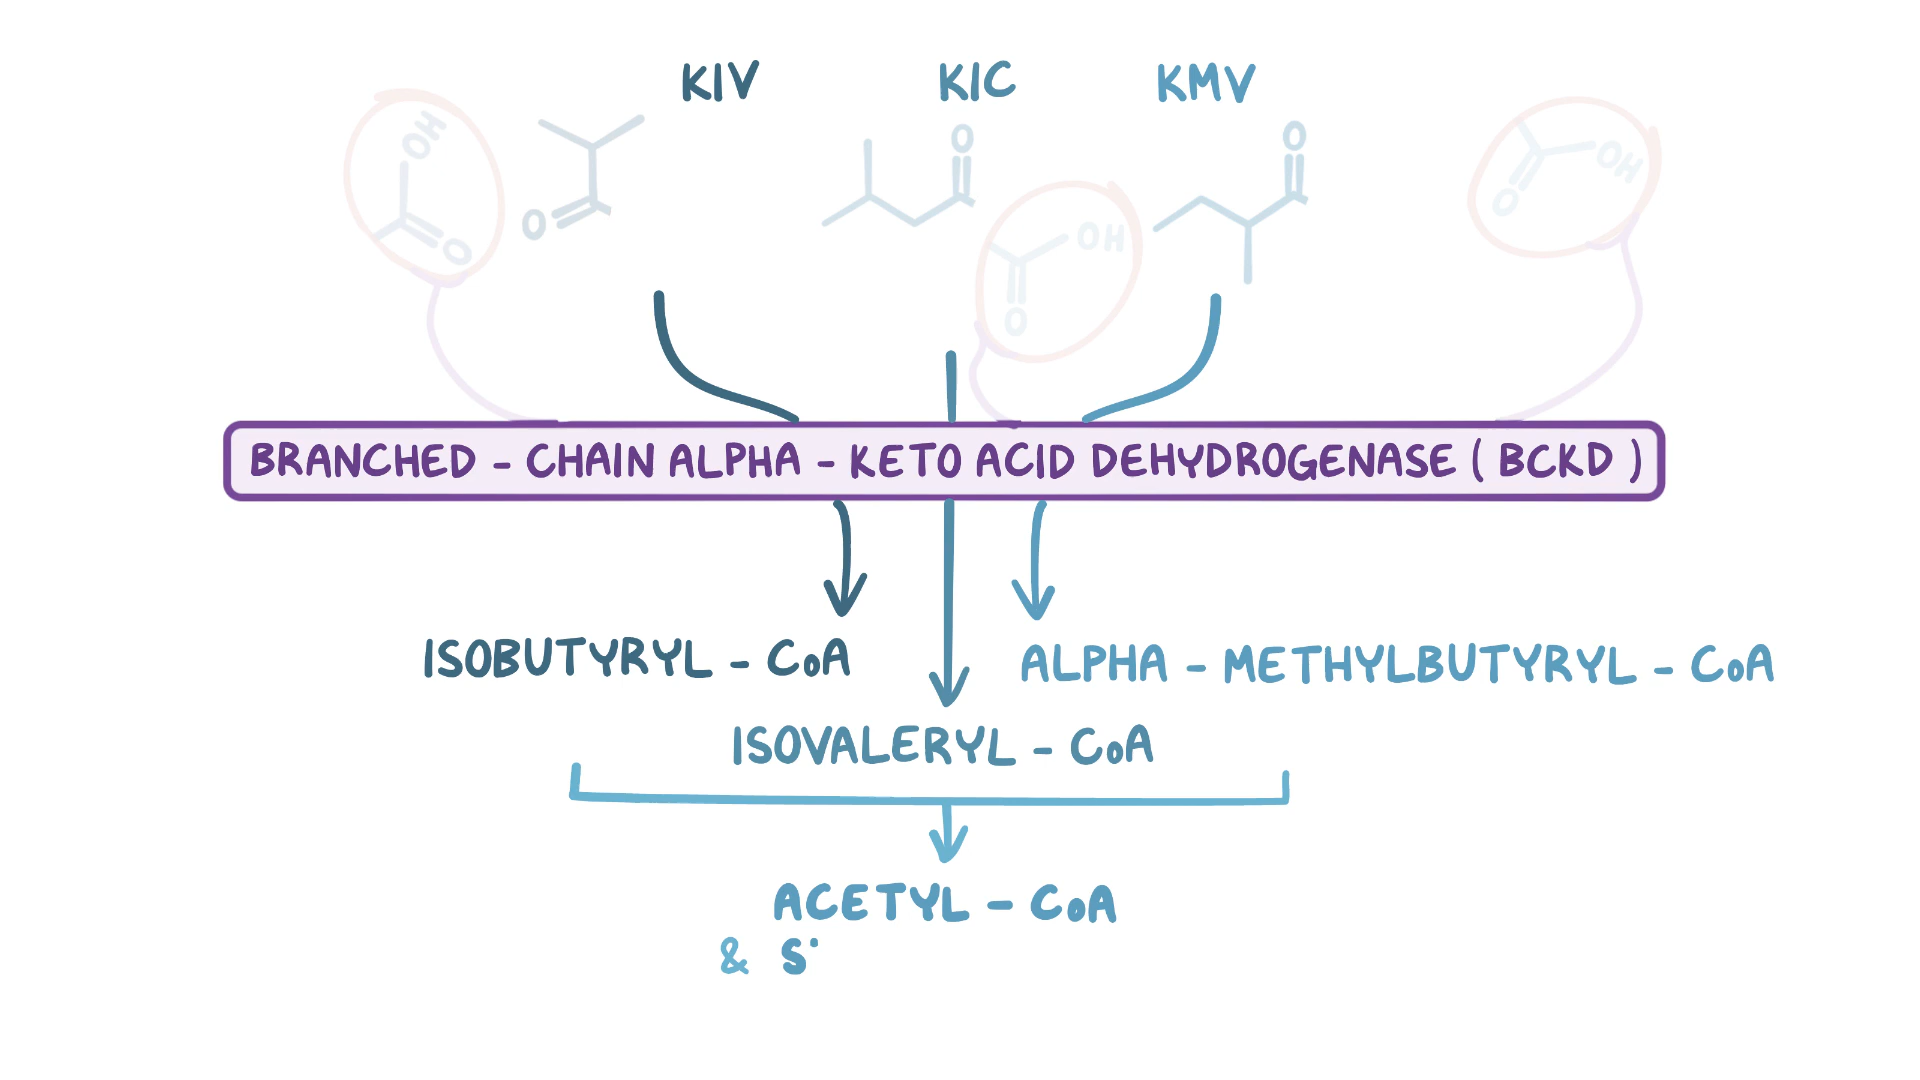 KIV KIC KMV
OH O
O
O
O
OH O
OH O
BRANCHED - CHAIN ALPHA - KETO ACID DEHYDROGENASE ( BCKD )
ISOBUTYRYL - CoA
ALPHA - METHYLBUTYRYL - CoA
ISOVALERYL - CoA
ACETYL - CoA
& S